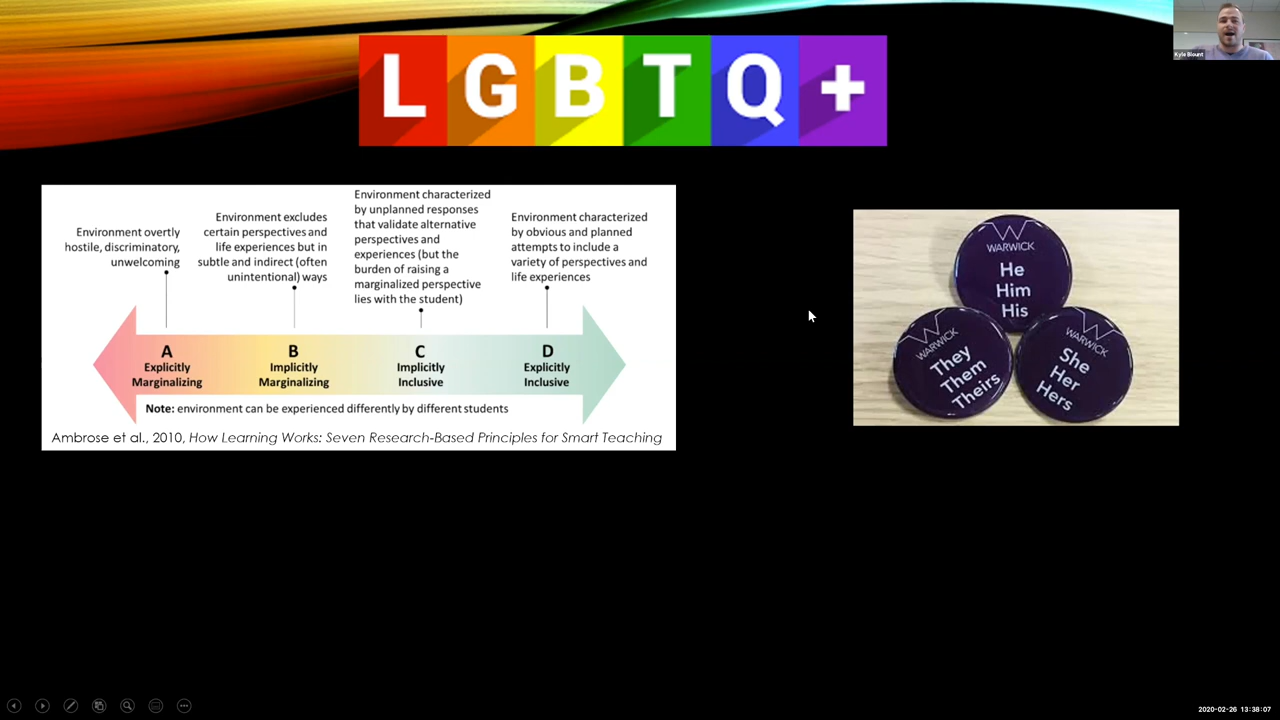 LGBTQ+
Kyle Blount
Environment overtly
hostile, discriminatory,
unwelcoming
Environment excludes
certain perspectives and
life experiences but in
subtle and indirect (often
unintentional) ways
Environment characterized
by unplanned responses
that validate alternative
perspectives and
experiences (but the
burden of raising a
marginalized perspective
lies with the student)
Environment characterized
by obvious and planned
attempts to include a
variety of perspectives and
life experiences
A
Explicitly
Marginalizing
B
Implicitly
Marginalizing
C
Implicitly
Inclusive
D
Explicitly
Inclusive
Note: environment can be experienced differently by different students
Ambrose et al., 2010, How Learning Works: Seven Research-Based Principles for Smart Teaching
WARWICK
He
Him
His
WARWICK
They
Them
Theirs
WARWICK
She
Her
Hers
2020-02-26 13:38:07